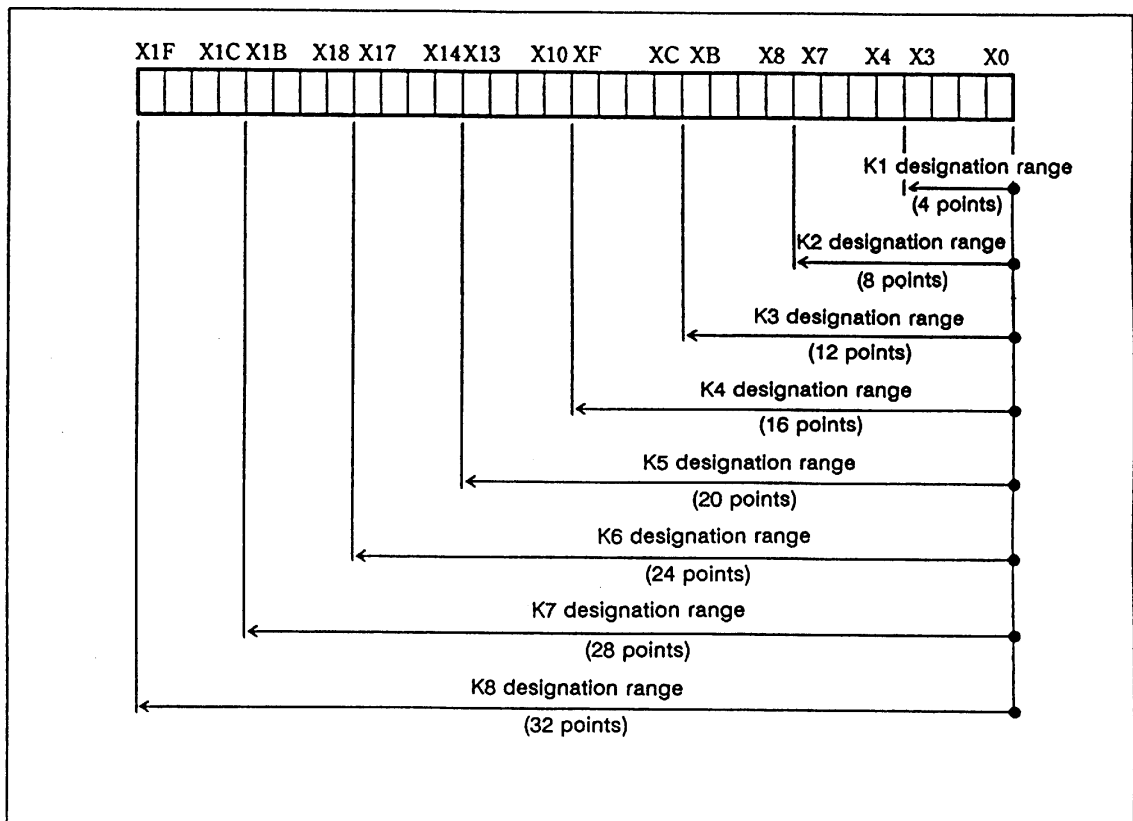 X1F X1C X1B X18 X17 X14 X13 X10 XF XC XB X8 X7 X4 X3 X0
K1 designation range
(4 points)
K2 designation range
(8 points)
K3 designation range
(12 points)
K4 designation range
(16 points)
K5 designation range
(20 points)
K6 designation range
(24 points)
K7 designation range
(28 points)
K8 designation range
(32 points)